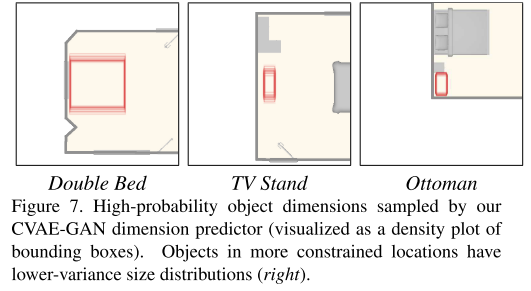 Double Bed TV Stand Ottoman
Figure 7. High-probability object dimensions sampled by our
CVAE-GAN dimension predictor (visualized as a density plot of
bounding boxes). Objects in more constrained locations have
lower-variance size distributions (right).